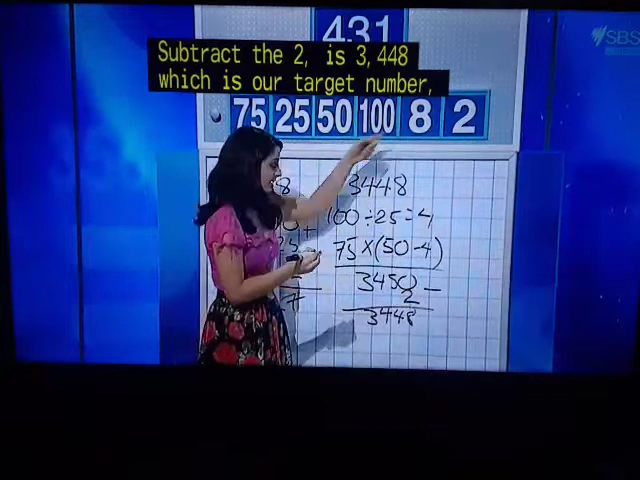 431
SBS
Subtract the 2, is 3,448
which is our target number,
75 25 50 100 8 2
3448
100 ÷ 25 = 4
75 × (50 - 4)
3450 -
2
3448